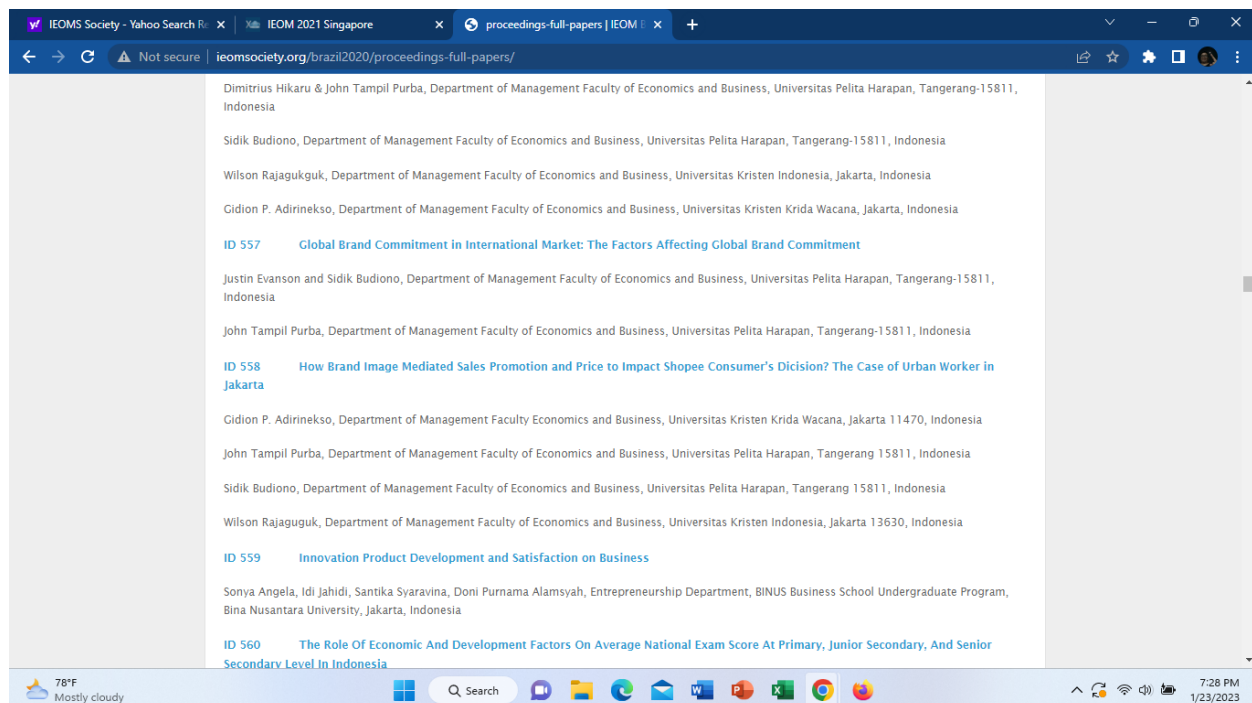 IEOMS Society - Yahoo Search Re
IEOM 2021 Singapore
proceedings-full-papers | IEOM B
Not secure ieomsociety.org/brazil2020/proceedings-full-papers/
Dimitrius Hikaru & John Tampil Purba, Department of Management Faculty of Economics and Business, Universitas Pelita Harapan, Tangerang-15811,
Indonesia
Sidik Budiono, Department of Management Faculty of Economics and Business, Universitas Pelita Harapan, Tangerang-15811, Indonesia
Wilson Rajagukguk, Department of Management Faculty of Economics and Business, Universitas Kristen Indonesia, Jakarta, Indonesia
Gidion P. Adirinekso, Department of Management Faculty of Economics and Business, Universitas Kristen Krida Wacana, Jakarta, Indonesia
ID 557 Global Brand Commitment in International Market: The Factors Affecting Global Brand Commitment
Justin Evanson and Sidik Budiono, Department of Management Faculty of Economics and Business, Universitas Pelita Harapan, Tangerang-15811,
Indonesia
John Tampil Purba, Department of Management Faculty of Economics and Business, Universitas Pelita Harapan, Tangerang-15811, Indonesia
ID 558 How Brand Image Mediated Sales Promotion and Price to Impact Shopee Consumer's Dicision? The Case of Urban Worker in
Jakarta
Gidion P. Adirinekso, Department of Management Faculty Economics and Business, Universitas Kristen Krida Wacana, Jakarta 11470, Indonesia
John Tampil Purba, Department of Management Faculty of Economics and Business, Universitas Pelita Harapan, Tangerang 15811, Indonesia
Sidik Budiono, Department of Management Faculty of Economics and Business, Universitas Pelita Harapan, Tangerang 15811, Indonesia
Wilson Rajaguguk, Department of Management Faculty of Economics and Business, Universitas Kristen Indonesia, Jakarta 13630, Indonesia
ID 559 Innovation Product Development and Satisfaction on Business
Sonya Angela, Idi Jahidi, Santika Syaravina, Doni Purnama Alamsyah, Entrepreneurship Department, BINUS Business School Undergraduate Program,
Bina Nusantara University, Jakarta, Indonesia
ID 560 The Role Of Economic And Development Factors On Average National Exam Score At Primary, Junior Secondary, And Senior
Secondary Level In Indonesia
78°F
Mostly cloudy
Search
7:28 PM
1/23/2023